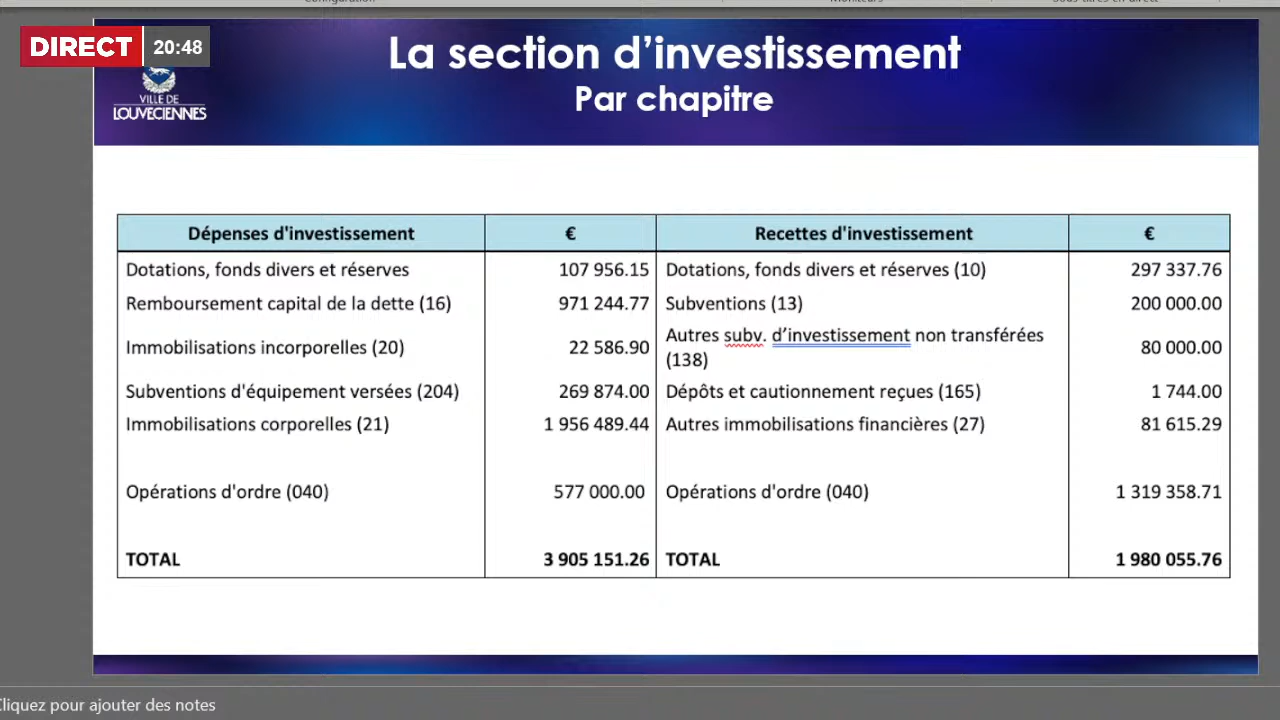 DIRECT 20:48
La section d’investissement
Par chapitre
VILLE DE
LOUVECIENNES
Dépenses d'investissement € Recettes d'investissement €
Dotations, fonds divers et réserves 107 956.15 Dotations, fonds divers et réserves (10) 297 337.76
Remboursement capital de la dette (16) 971 244.77 Subventions (13) 200 000.00
Immobilisations incorporelles (20) 22 586.90 Autres subv. d’investissement non transférées
(138) 80 000.00
Subventions d'équipement versées (204) 269 874.00 Dépôts et cautionnement reçues (165) 1 744.00
Immobilisations corporelles (21) 1 956 489.44 Autres immobilisations financières (27) 81 615.29
Opérations d'ordre (040) 577 000.00 Opérations d'ordre (040) 1 319 358.71
TOTAL 3 905 151.26 TOTAL 1 980 055.76
Cliquez pour ajouter des notes